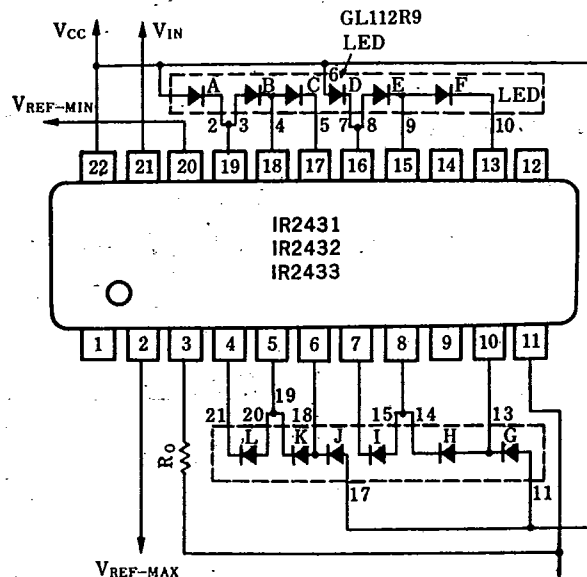 GL112R9
LED
VCC
VIN
6
A
B
C
D
E
F
LED
VREF-MIN
2
3
4
5
7
8
9
10
22
21
20
19
18
17
16
15
14
13
12
IR2431
IR2432
IR2433
1
2
3
4
5
6
7
8
9
10
11
19
21
20
18
15
14
13
L
K
J
I
H
G
R0
17
11
VREF-MAX